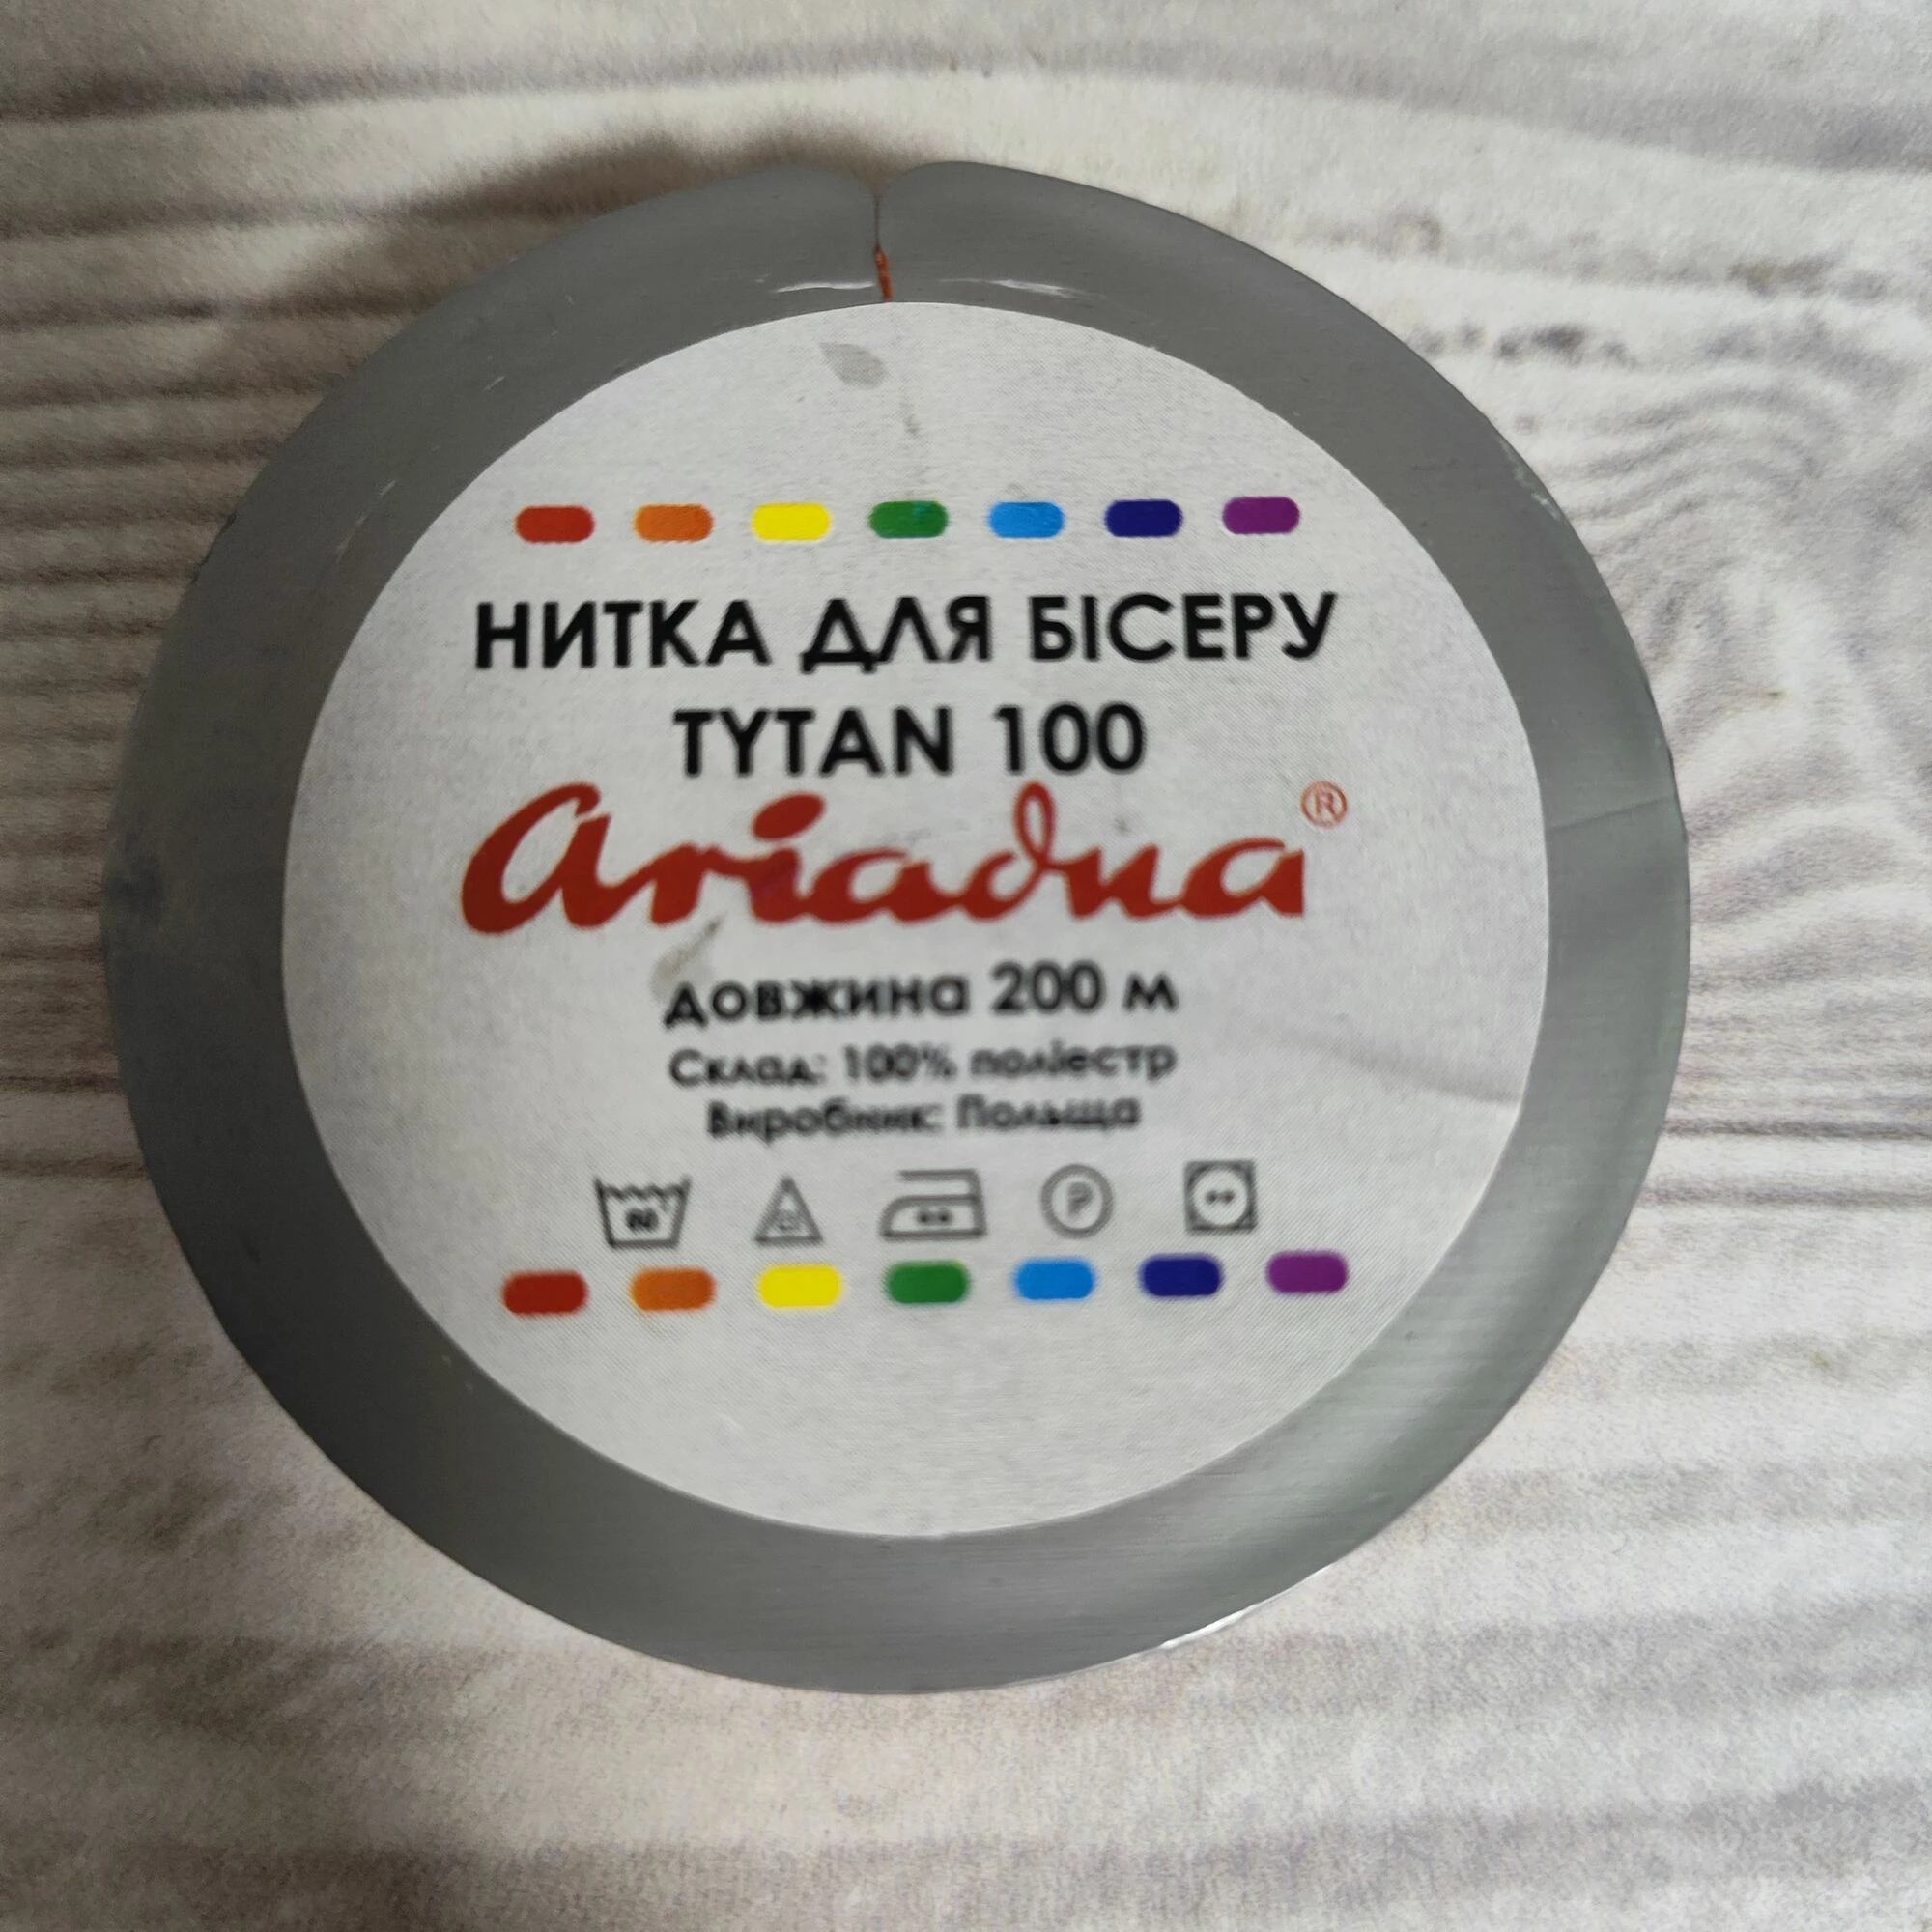 НИТКА ДЛЯ БІСЕРУ
TYTAN 100
Ariadna ®
довжина 200 м
Склад: 100% поліестр
Виробник: Польща
P